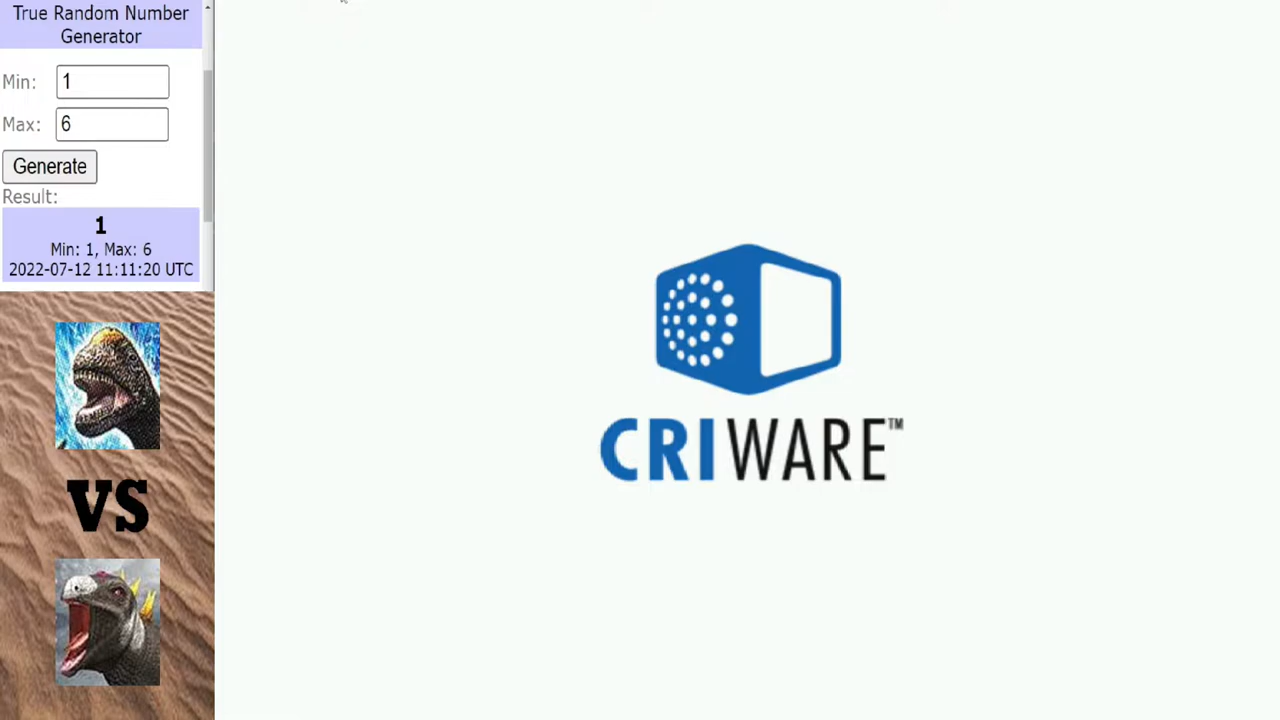 True Random Number
Generator
Min: 1
Max: 6
Generate
Result:
1
Min: 1, Max: 6
2022-07-12 11:11:20 UTC
VS
CRIWARE™